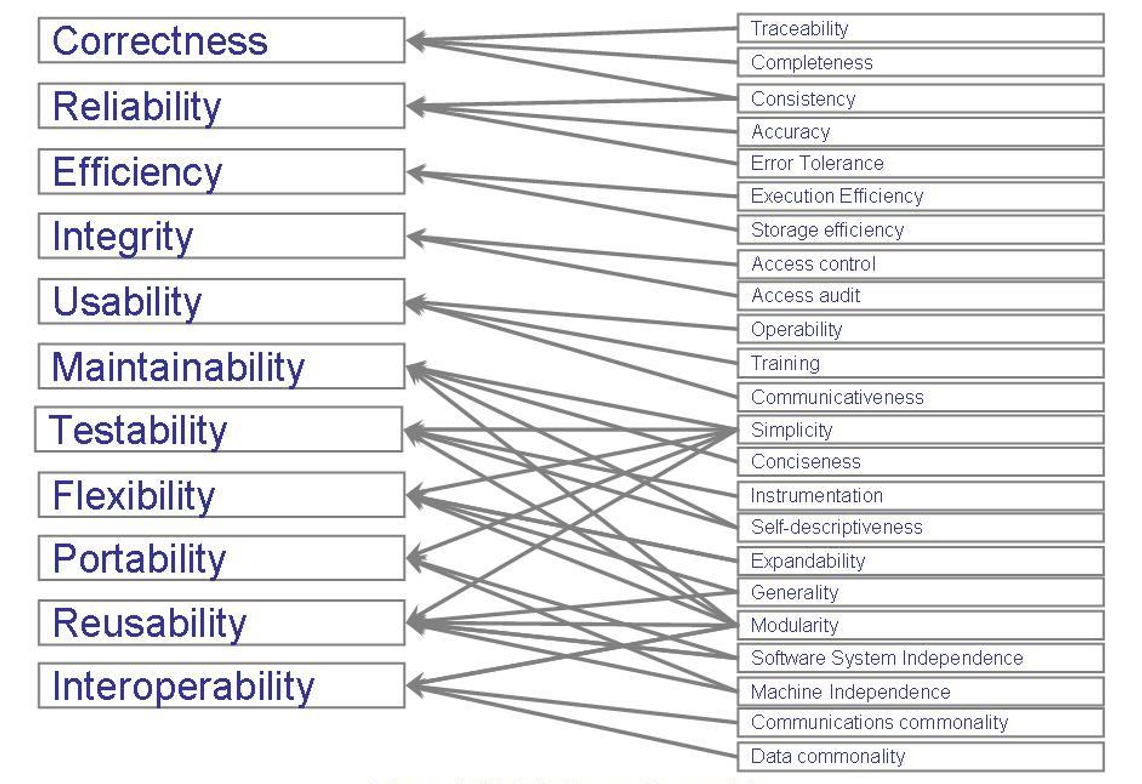 Correctness
Reliability
Efficiency
Integrity
Usability
Maintainability
Testability
Flexibility
Portability
Reusability
Interoperability
Traceability
Completeness
Consistency
Accuracy
Error Tolerance
Execution Efficiency
Storage efficiency
Access control
Access audit
Operability
Training
Communicativeness
Simplicity
Conciseness
Instrumentation
Self-descriptiveness
Expandability
Generality
Modularity
Software System Independence
Machine Independence
Communications commonality
Data commonality